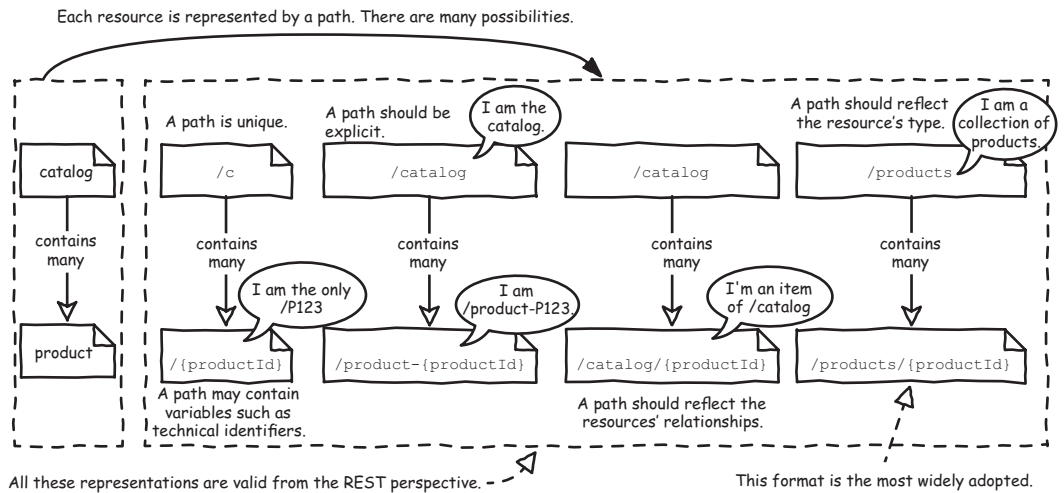 Each resource is represented by a path. There are many possibilities.
A path is unique.
A path should be
explicit.
I am the
catalog.
A path should reflect
the resource's type.
I am a
collection of
products.
catalog
/c
/catalog
/catalog
/products
contains
many
contains
many
contains
many
contains
many
contains
many
I am the only
/P123
I am
/product-P123.
I'm an item
of /catalog
product
/{productId}
/product-{productId}
/catalog/{productId}
/products/{productId}
A path may contain
variables such as
technical identifiers.
A path should reflect the
resources' relationships.
All these representations are valid from the REST perspective.
This format is the most widely adopted.